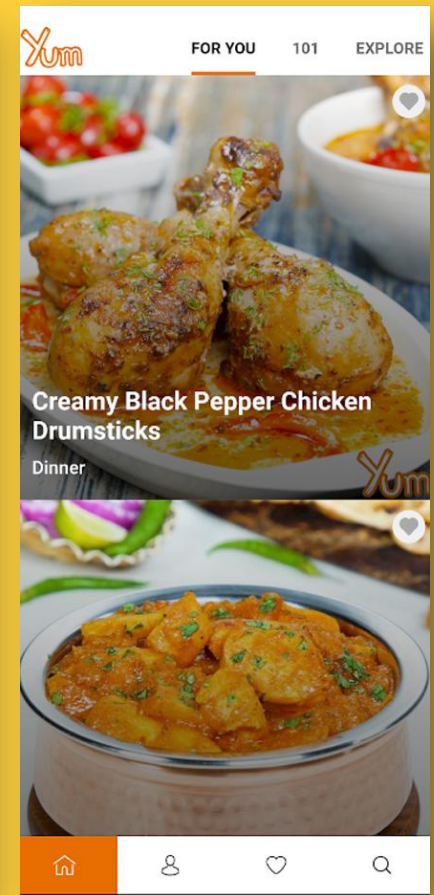 Yum
FOR YOU 101 EXPLORE
Creamy Black Pepper Chicken
Drumsticks
Dinner
Yum